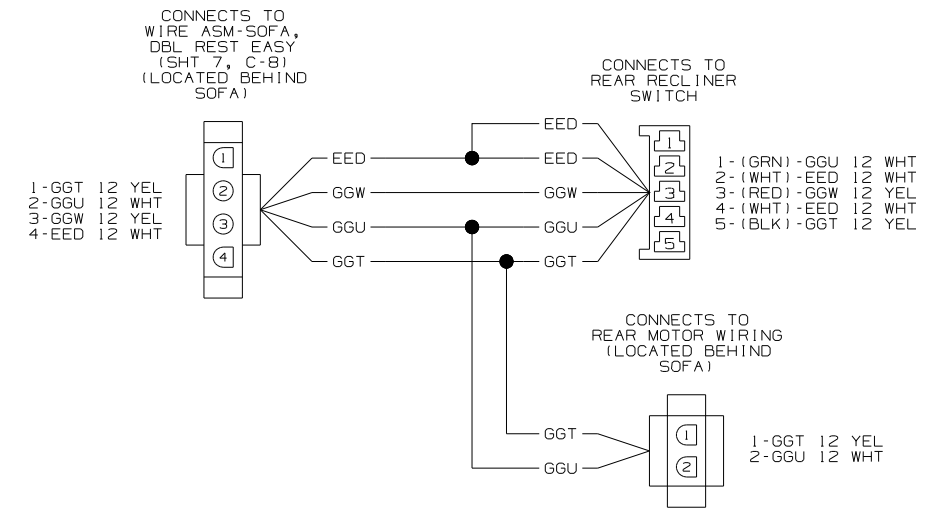 CONNECTS TO
WIRE ASM-SOFA,
DBL REST EASY
(SHT 7, C-8)
(LOCATED BEHIND
SOFA)
CONNECTS TO
REAR RECLINER
SWITCH
1-GGT 12 YEL
2-GGU 12 WHT
3-GGW 12 YEL
4-EED 12 WHT
1
2
3
4
EED
GGW
GGU
GGT
EED
EED
GGW
GGU
GGT
1
2
3
4
5
1-(GRN)-GGU 12 WHT
2-(WHT)-EED 12 WHT
3-(RED)-GGW 12 YEL
4-(WHT)-EED 12 WHT
5-(BLK)-GGT 12 YEL
CONNECTS TO
REAR MOTOR WIRING
(LOCATED BEHIND
SOFA)
GGT
GGU
1
2
1-GGT 12 YEL
2-GGU 12 WHT